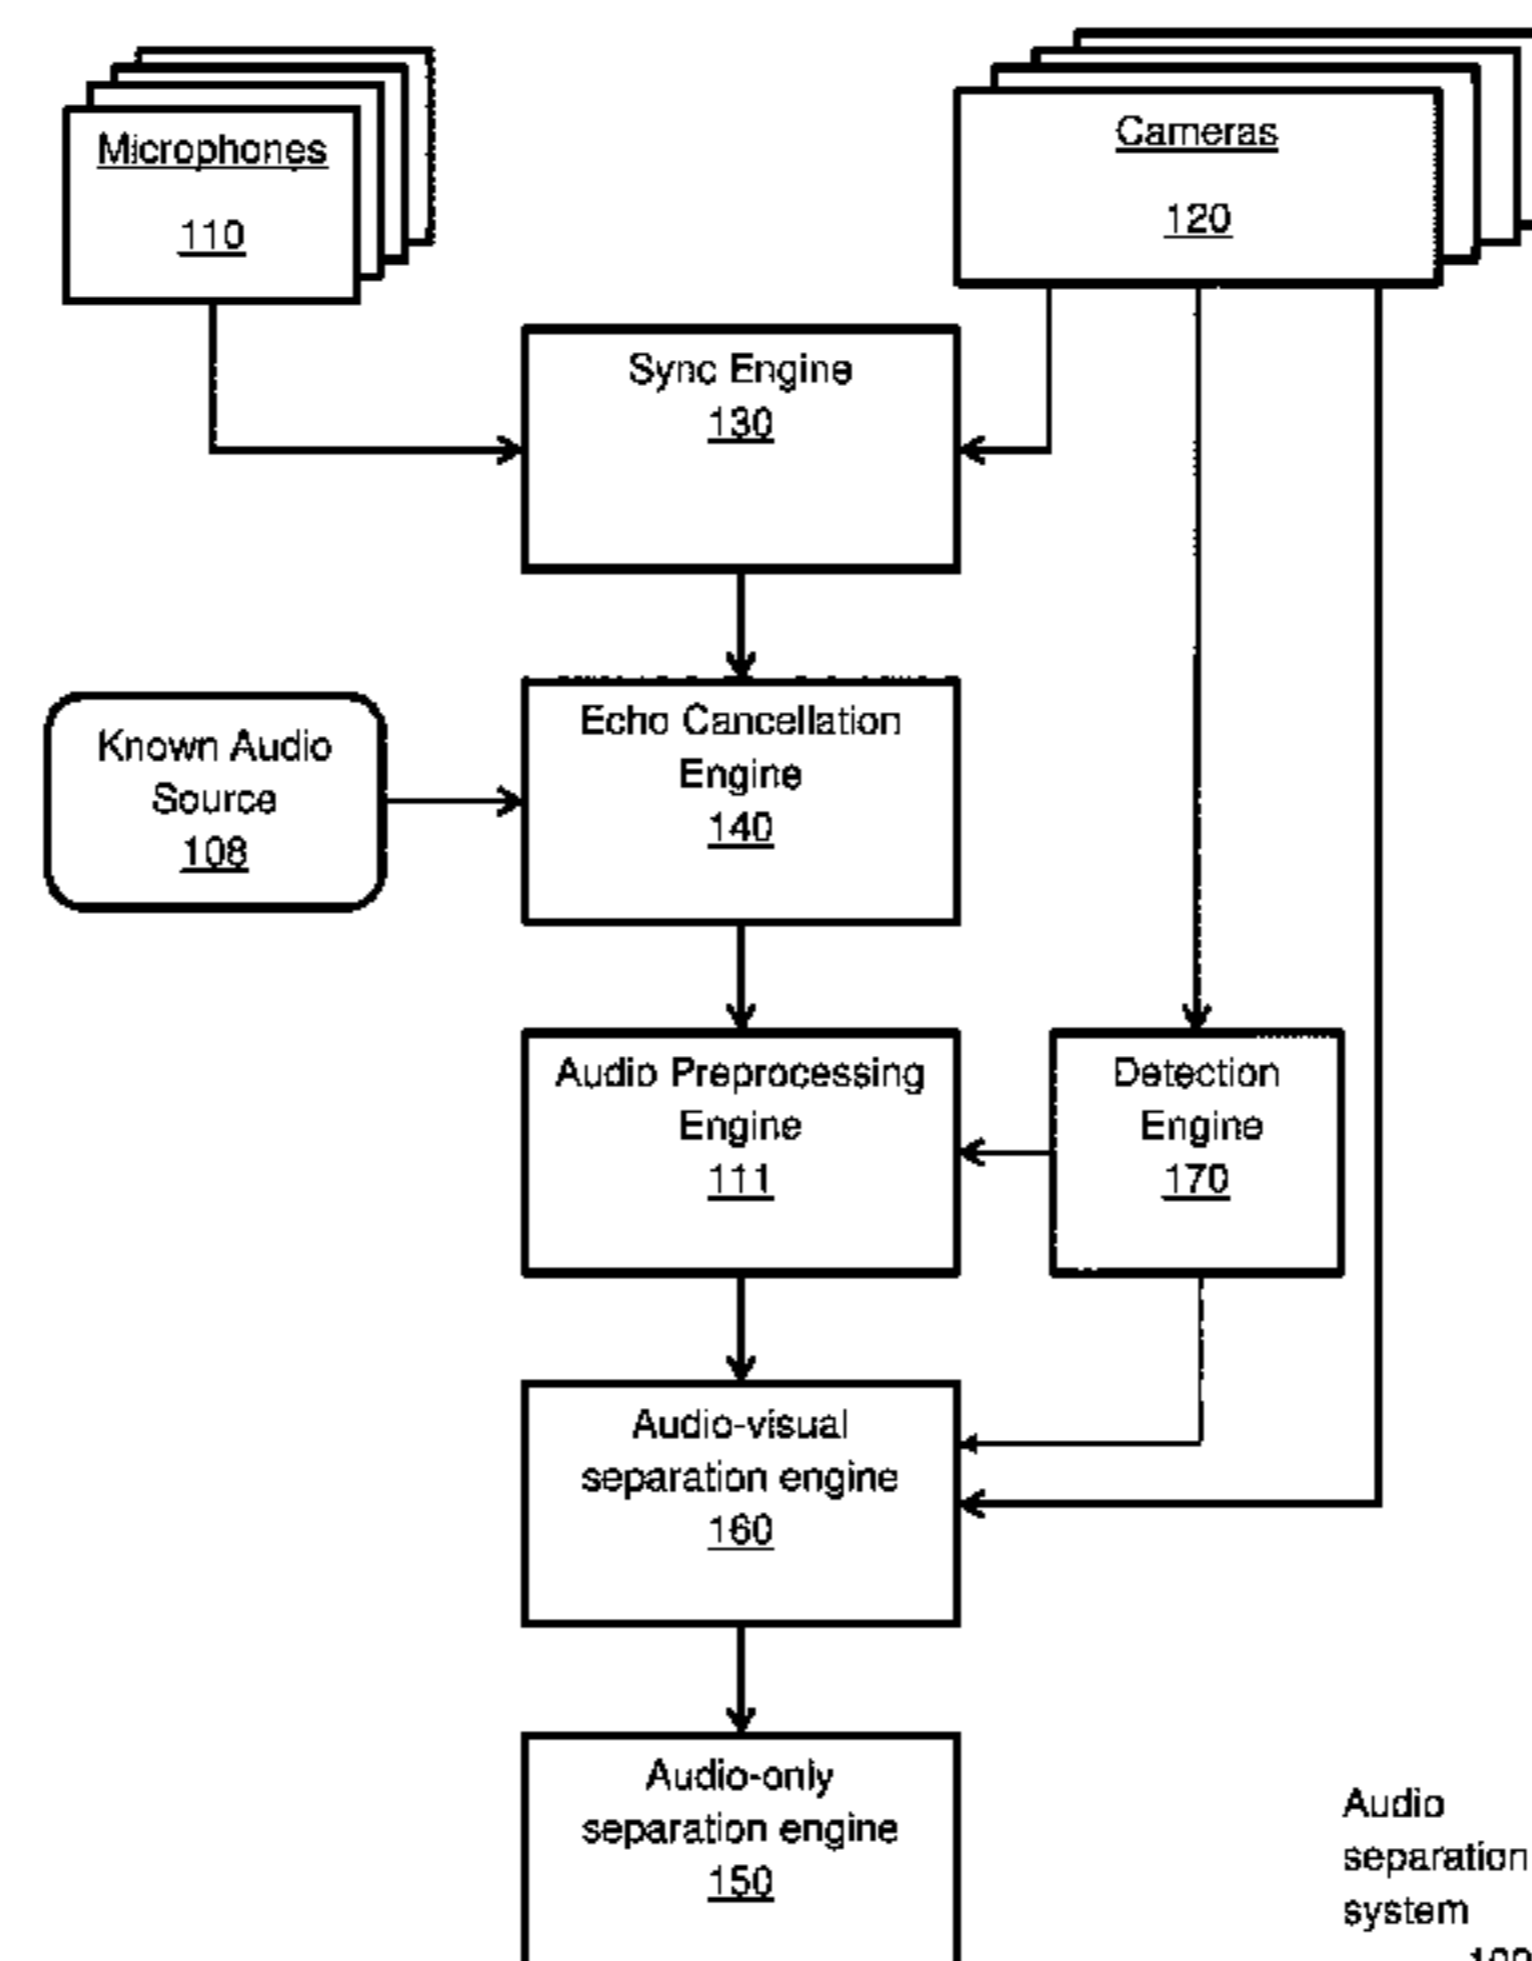 Microphones
110
Cameras
120
Sync Engine
130
Known Audio
Source
108
Echo Cancellation
Engine
140
Audio Preprocessing
Engine
111
Detection
Engine
170
Audio-visual
separation engine
160
Audio-only
separation engine
150
Audio
separation
system